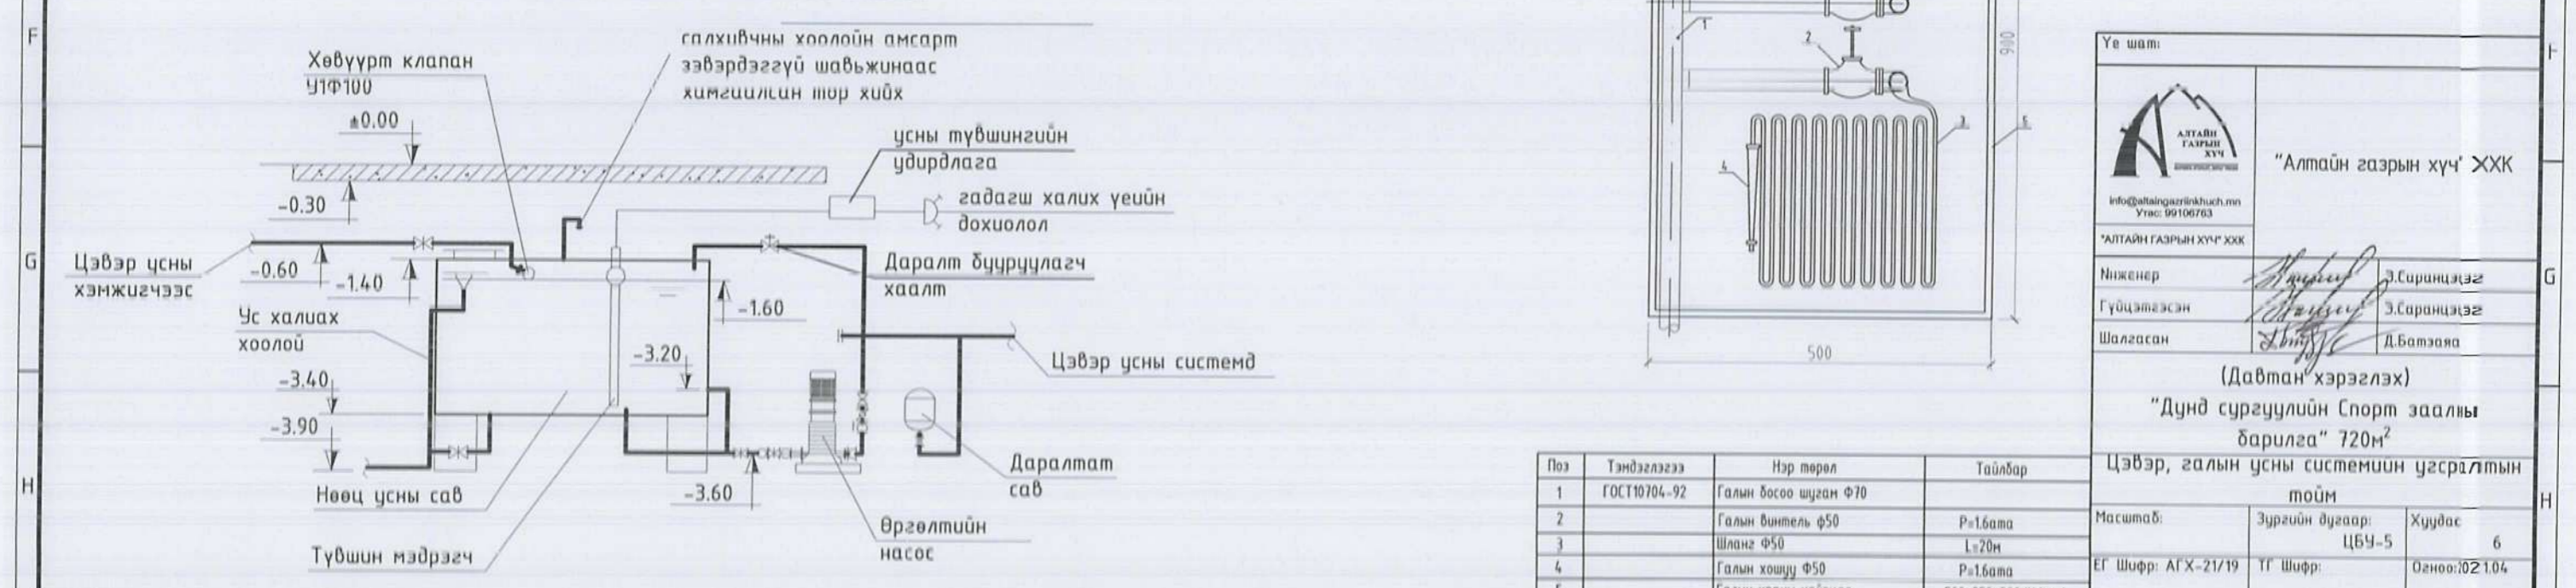 F
Хөвүүрт клапан
У1Ф100
салхивчны хоолойн амсарт
зэвэрдэггүй шавьжинаас
хамгаалсан тор хийх
±0.00
усны түвшингийн
удирдлага
-0.30
гадагш халих үеийн
дохиолол
G
Цэвэр усны
хэмжигчээс
-0.60
-1.40
Даралт бууруулагч
хаалт
-1.60
Ус халиах
хоолой
-3.20
Цэвэр усны системд
-3.40
-3.90
H
Нөөц усны сав
-3.60
Даралтат
сав
Өргөлтийн
насос
Түвшин мэдрэгч
1
2
3
4
5
900
500
Поз
Тэмдэглэгээ
Нэр төрөл
Тайлбар
1
ГОСТ10704-92
Галын босоо шугам Ф70
2
Галын винтель ф50
Р=1.6ата
3
Шланг Ф50
L=20м
4
Галын хошуу Ф50
Р=1.6ата
Үе шат:
АЛТАЙН
ГАЗРЫН
ХҮЧ
"Алтайн газрын хүч" ХХК
info@altaingazriinkhuch.mn
Утас: 99106763
"АЛТАЙН ГАЗРЫН ХҮЧ" ХХК
Инженер
Э.Саранцэцэг
Гүйцэтгэсэн
Э.Саранцэцэг
Шалгасан
Д.Батзаяа
(Давтан хэрэглэх)
"Дунд сургуулийн Спорт заалны
барилга" 720м²
Цэвэр, галын усны системийн угсралтын
тойм
Масштаб:
Зургийн дугаар:
ЦБУ-5
Хуудас
6
ЕГ Шифр: АГХ-21/19
ТГ Шифр:
Огноо:2021.04
F
G
H